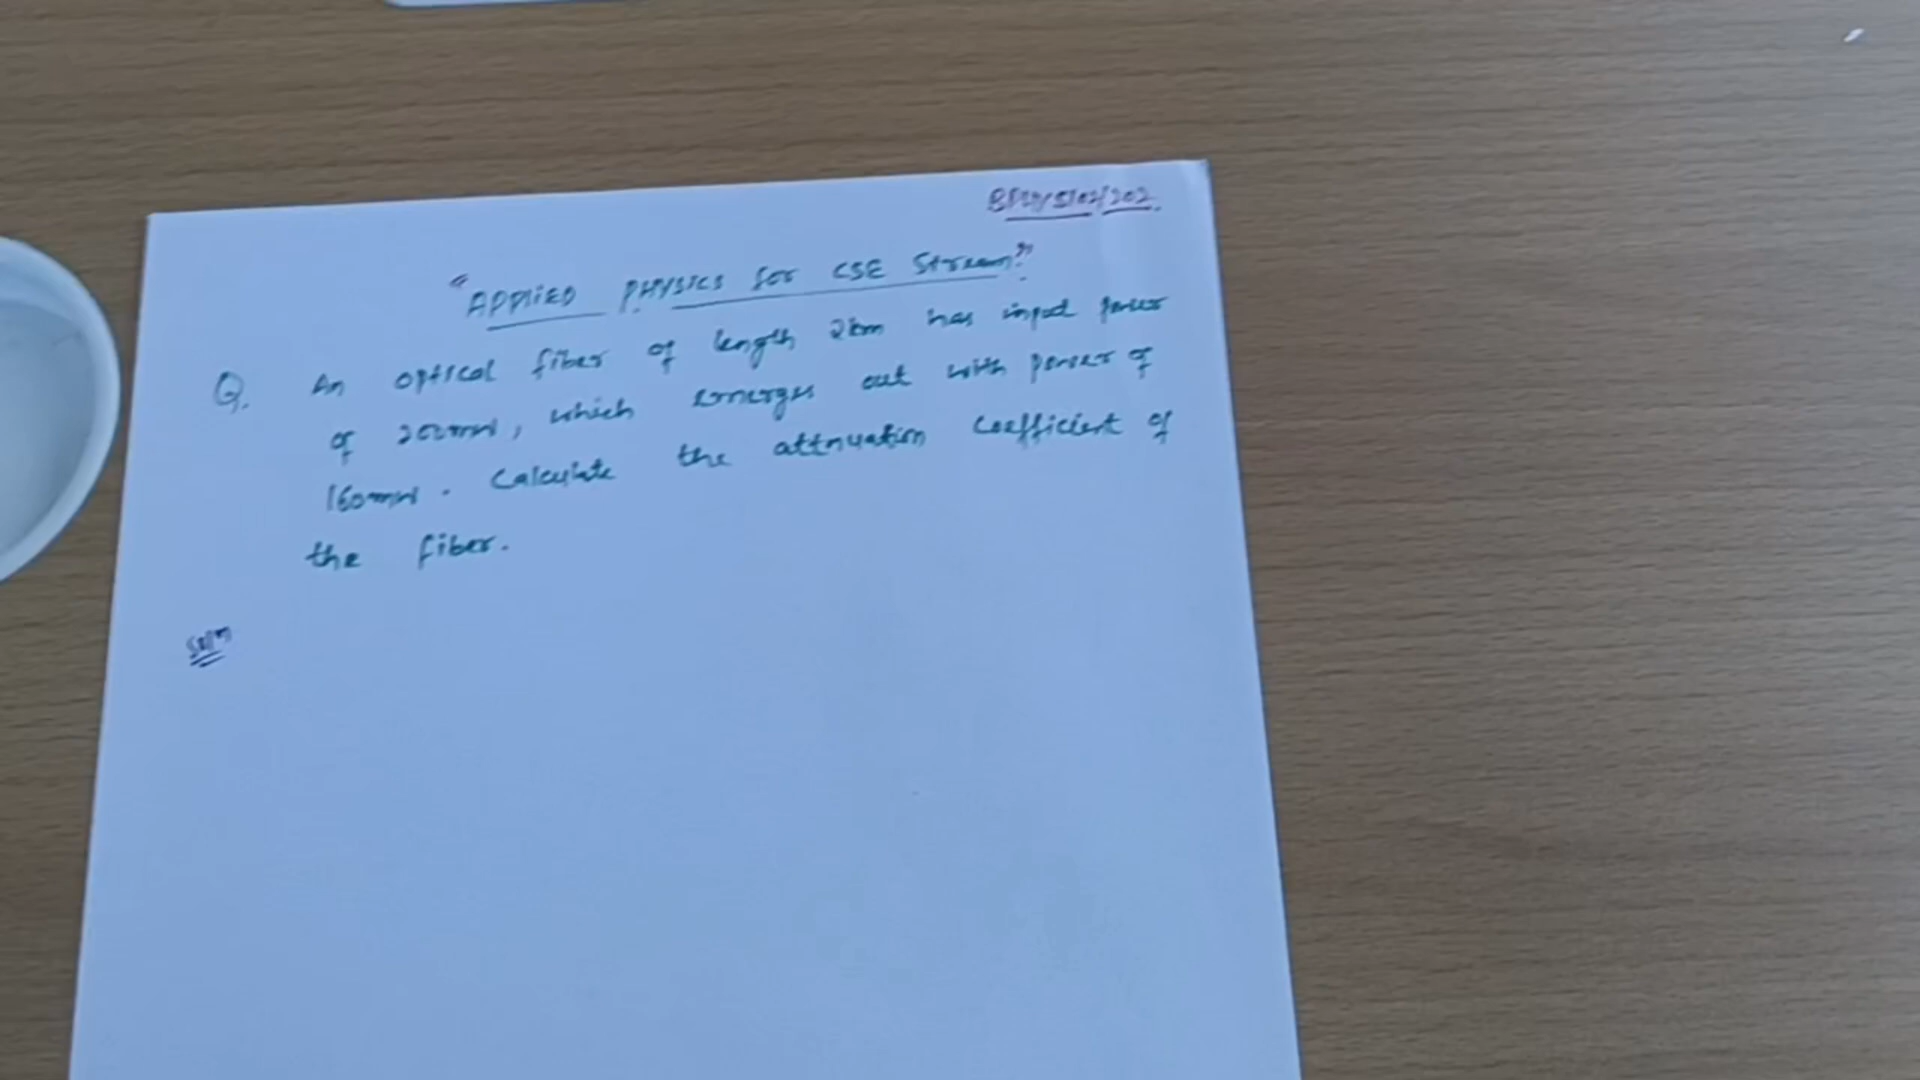 BPHYS102/202.
"APPLIED PHYSICS for CSE Stream"
Q. An optical fiber of length 2km has input power
of 200mW, which emerges out with power of
160mW. Calculate the attnuation coefficient of
the fiber.
Soln